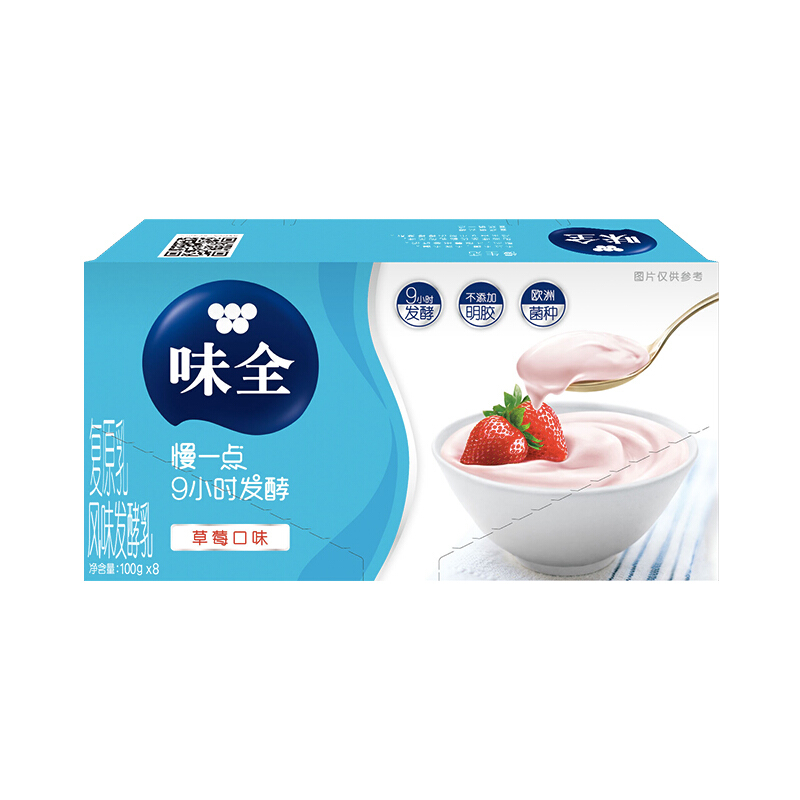 味全
图片仅供参考
9小时
发酵
不添加
明胶
欧洲
菌种
味全
慢一点
9小时发酵
草莓口味
复原乳
风味发酵乳
净含量:100g x8